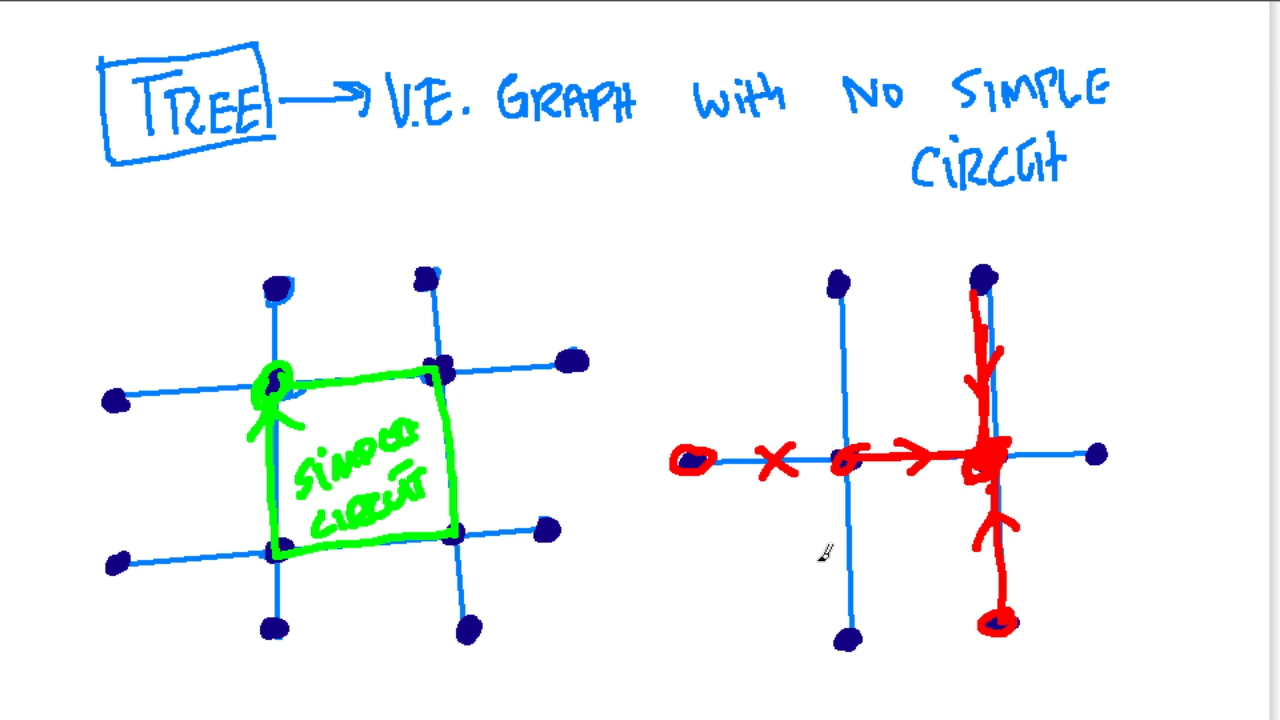 TREE → V.E. GRAPH WITH NO SIMPLE
CIRCUIT
SIMPLE
CIRCUIT